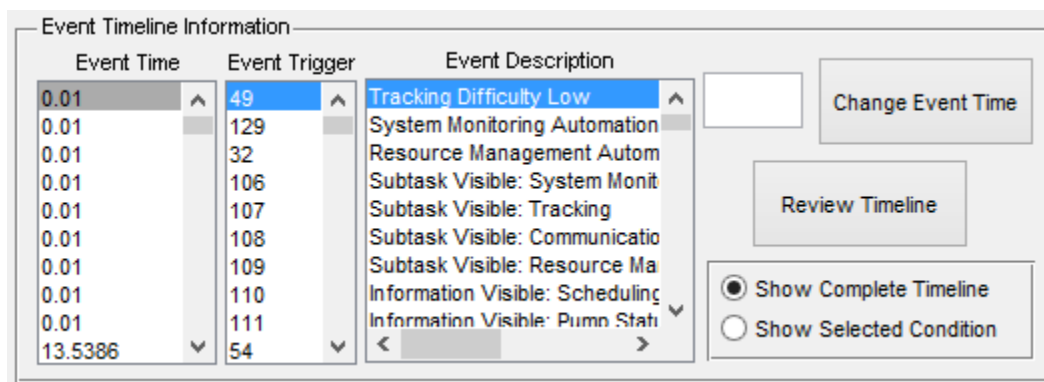 Event Timeline Information
Event Time Event Trigger Event Description
0.01 49 Tracking Difficulty Low
0.01 129 System Monitoring Automation
0.01 32 Resource Management Autom
0.01 106 Subtask Visible: System Monit
0.01 107 Subtask Visible: Tracking
0.01 108 Subtask Visible: Communicatio
0.01 109 Subtask Visible: Resource Ma
0.01 110 Information Visible: Scheduling
0.01 111 Information Visible: Pump Stat
13.5386 54
Change Event Time
Review Timeline
Show Complete Timeline
Show Selected Condition